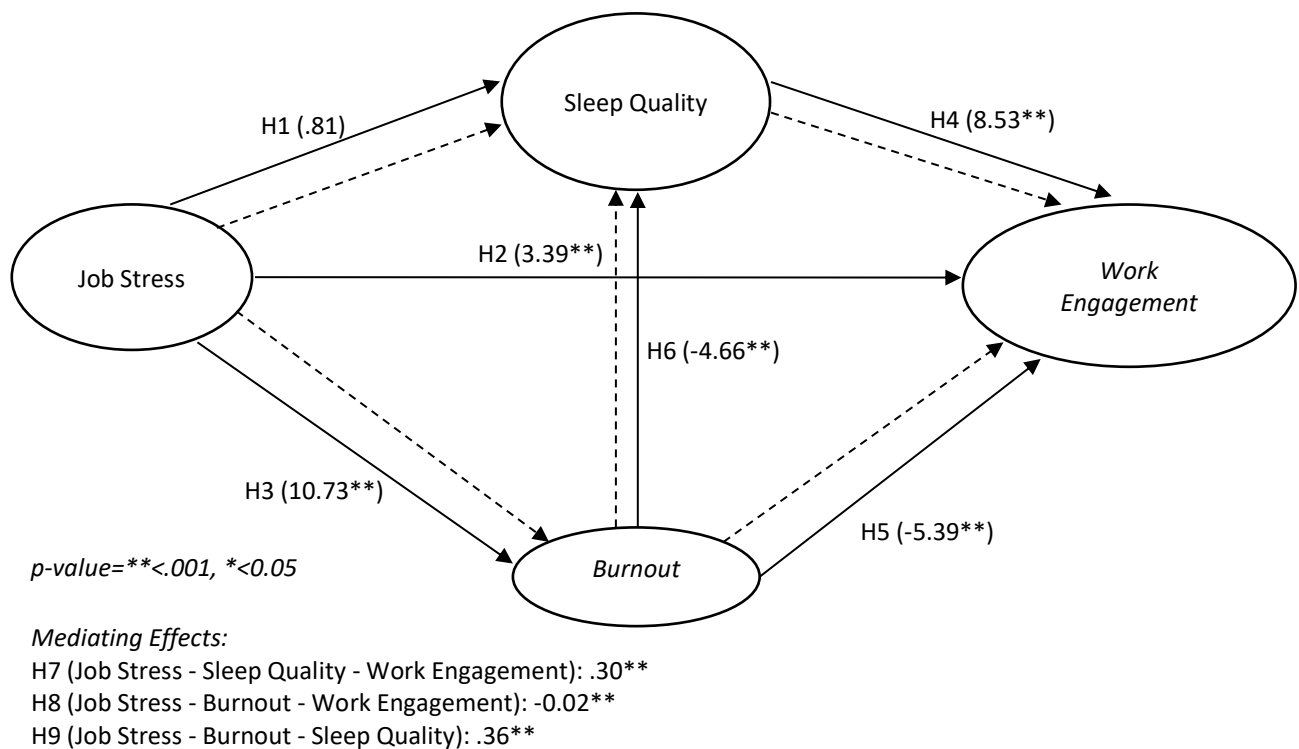 Sleep Quality
H1 (.81)
H4 (8.53**)
Job Stress
H2 (3.39**)
Work
Engagement
H6 (-4.66**)
H3 (10.73**)
H5 (-5.39**)
Burnout
p-value=**<.001, *<0.05
Mediating Effects:
H7 (Job Stress - Sleep Quality - Work Engagement): .30**
H8 (Job Stress - Burnout - Work Engagement): -0.02**
H9 (Job Stress - Burnout - Sleep Quality): .36**